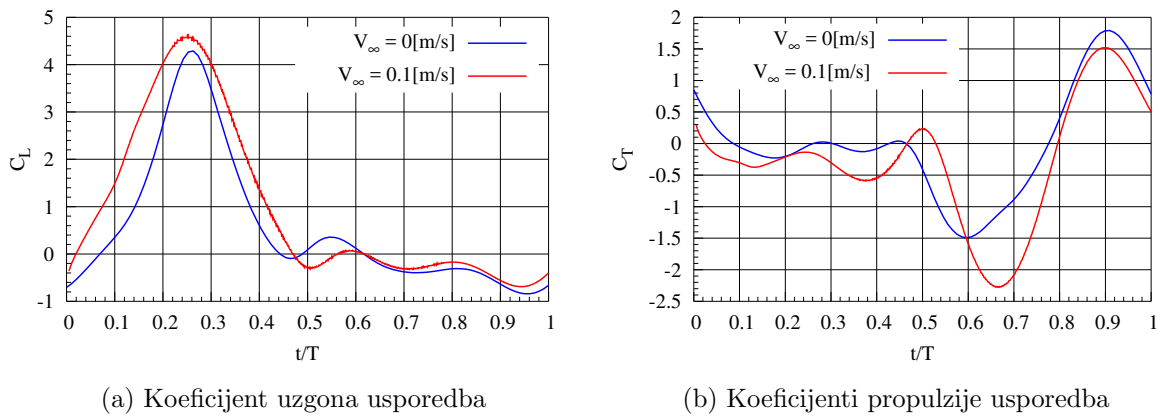 5
4
3
2
1
0
-1
C_L
V∞ = 0[m/s]
V∞ = 0.1[m/s]
0 0.1 0.2 0.3 0.4 0.5 0.6 0.7 0.8 0.9 1
t/T
(a) Koeficijent uzgona usporedba
2
1.5
1
0.5
0
-0.5
-1
-1.5
-2
-2.5
C_T
V∞ = 0[m/s]
V∞ = 0.1[m/s]
0 0.1 0.2 0.3 0.4 0.5 0.6 0.7 0.8 0.9 1
t/T
(b) Koeficijenti propulzije usporedba